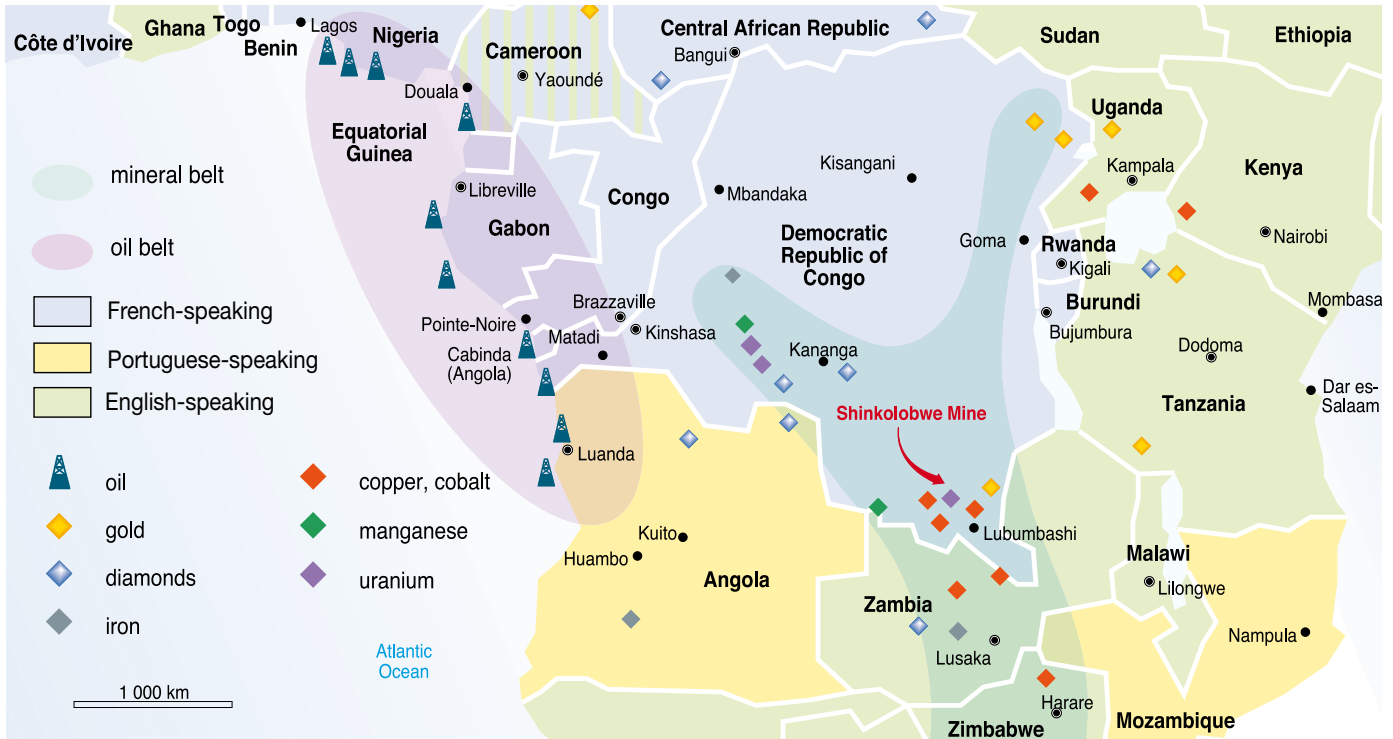 Côte d'Ivoire
Ghana
Togo
Benin
Lagos
Nigeria
Cameroon
Yaoundé
Douala
Central African Republic
Bangui
Sudan
Ethiopia
Equatorial
Guinea
Libreville
Gabon
Congo
Mbandaka
Kisangani
Uganda
Kampala
Kenya
Nairobi
Mombasa
Democratic
Republic of
Congo
Goma
Rwanda
Kigali
Burundi
Bujumbura
Dodoma
Dar es-
Salaam
Tanzania
Pointe-Noire
Brazzaville
Matadi
Kinshasa
Cabinda
(Angola)
Kananga
Shinkolobwe Mine
Luanda
Kuito
Huambo
Angola
Lubumbashi
Zambia
Lusaka
Malawi
Lilongwe
Nampula
Harare
Zimbabwe
Mozambique
Atlantic
Ocean
mineral belt
oil belt
French-speaking
Portuguese-speaking
English-speaking
oil
gold
diamonds
iron
copper, cobalt
manganese
uranium
1 000 km